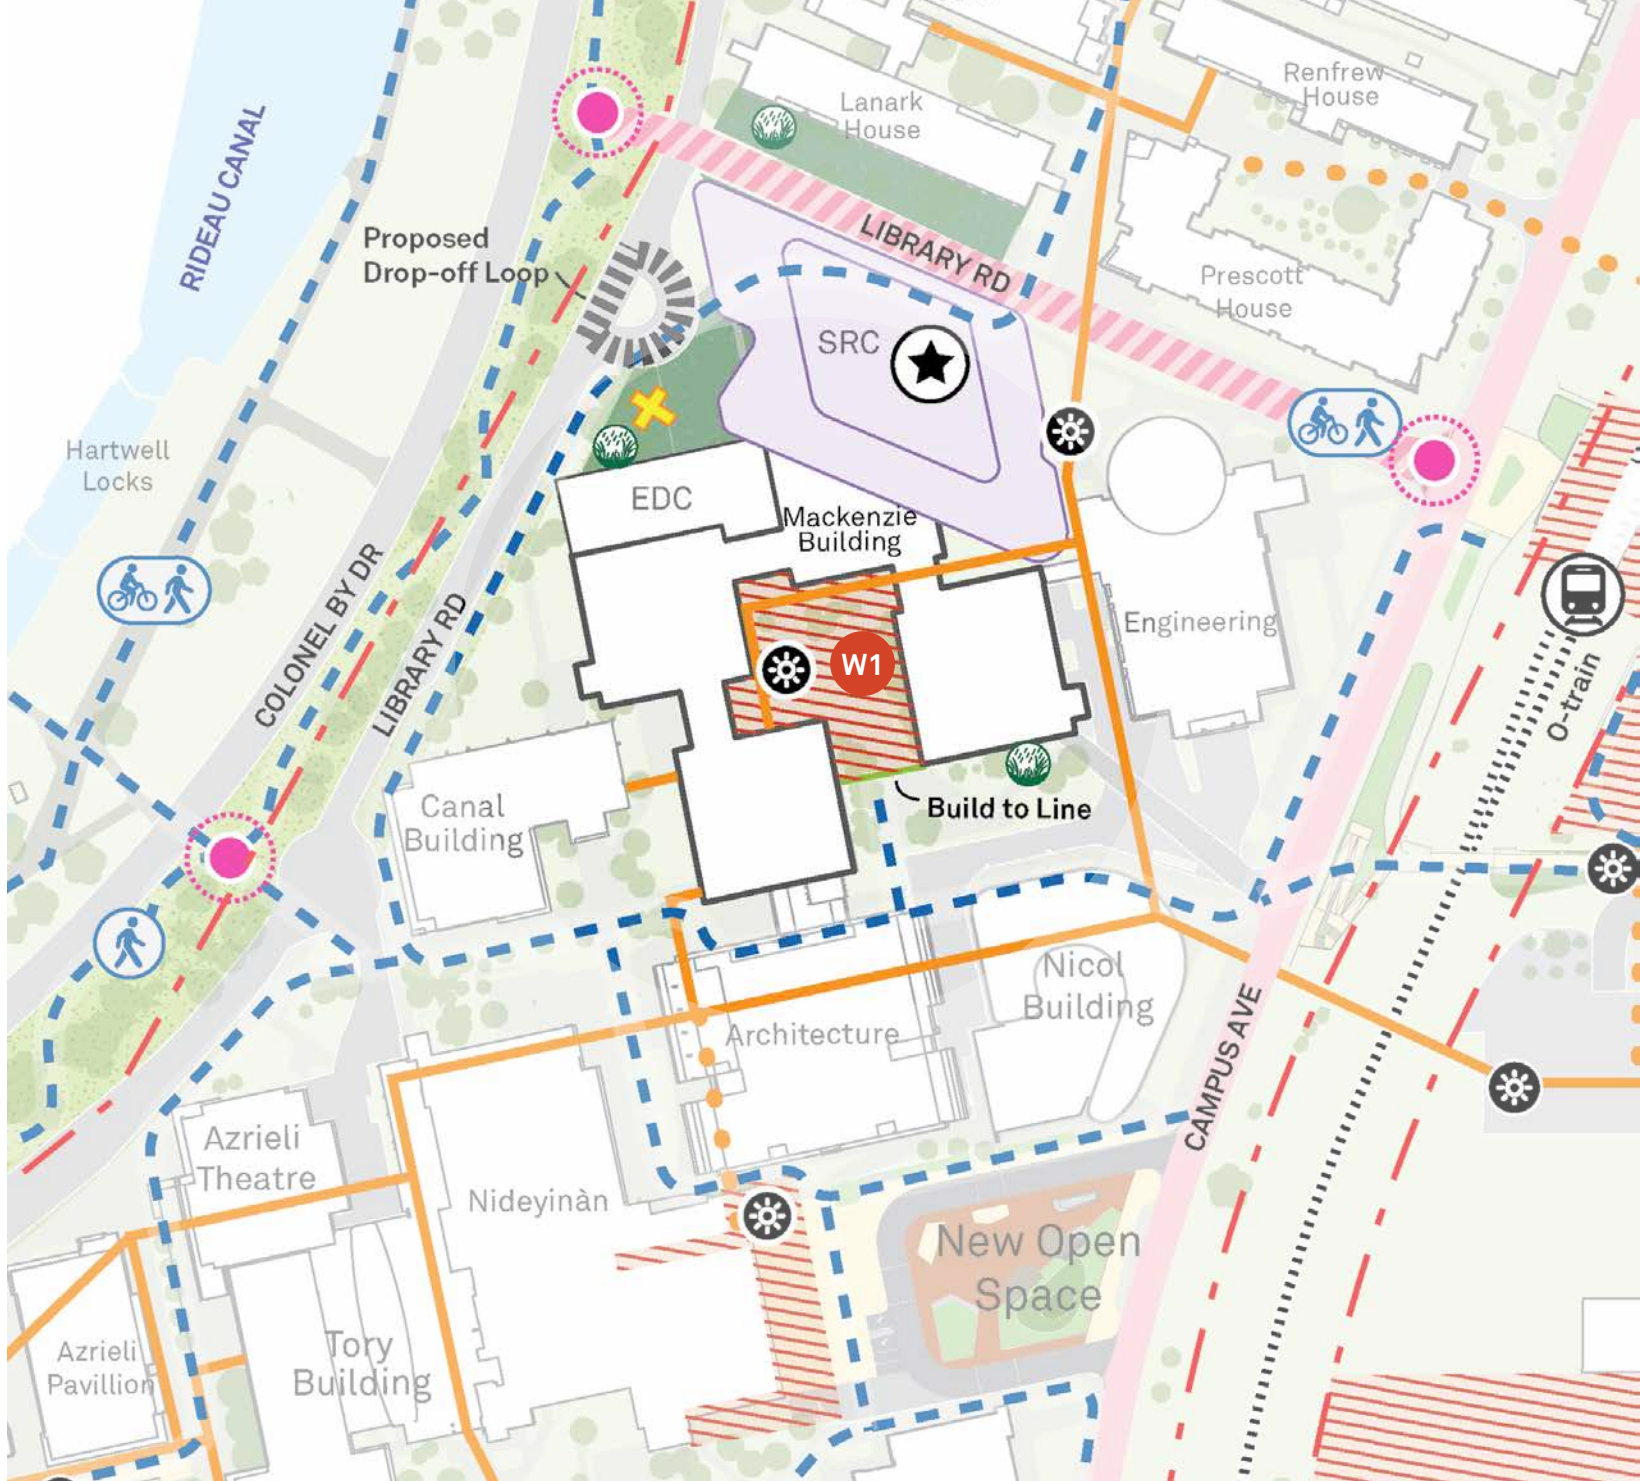 Renfrew
House
Lanark
House
RIDEAU CANAL
Proposed
Drop-off Loop
LIBRARY RD
Prescott
House
SRC
Hartwell
Locks
EDC
Mackenzie
Building
COLONEL BY DR
LIBRARY RD
Engineering
W1
O-train
Canal
Building
Build to Line
Nicol
Building
Architecture
CAMPUS AVE
Azrieli
Theatre
Nideyinàn
New Open
Space
Tory
Building
Azrieli
Pavillion